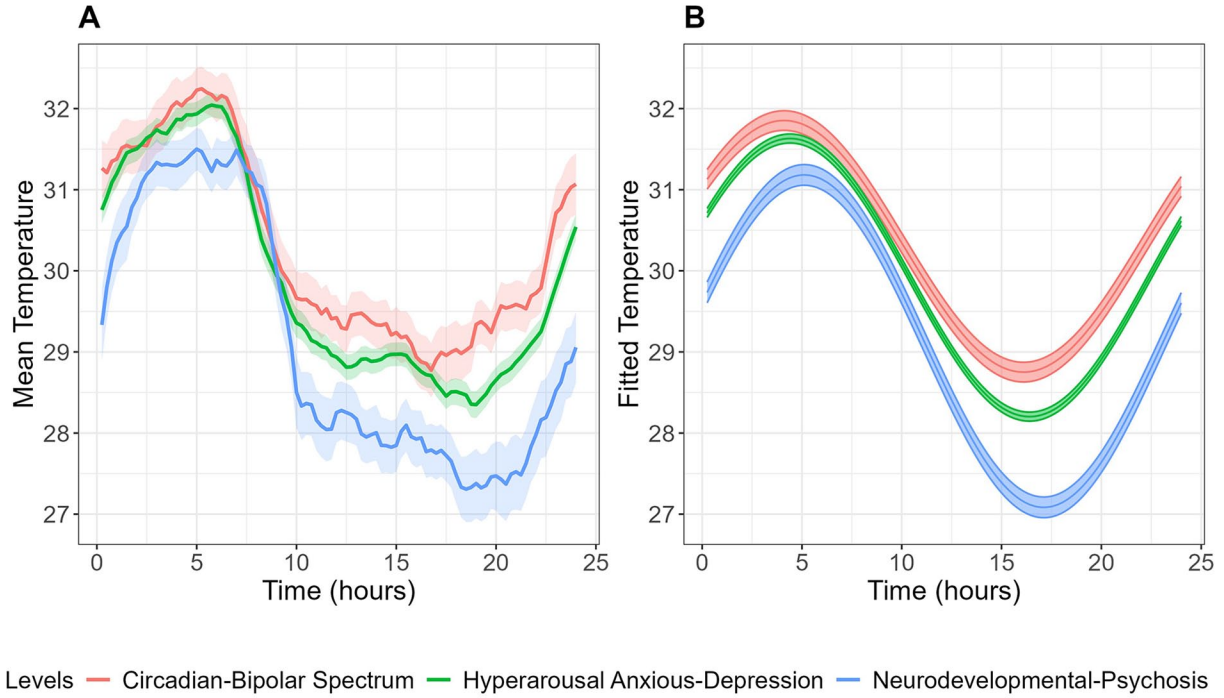 A
B
32
31
30
29
28
27
Mean Temperature
0 5 10 15 20 25
Time (hours)
32
31
30
29
28
27
Fitted Temperature
0 5 10 15 20 25
Time (hours)
Levels Circadian-Bipolar Spectrum Hyperarousal Anxious-Depression Neurodevelopmental-Psychosis